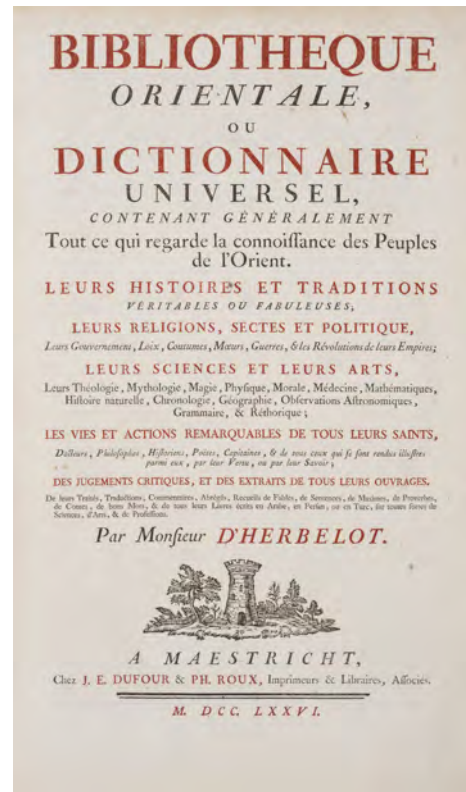 BIBLIOTHEQUE
ORIENTALE,
OU
DICTIONNAIRE
UNIVERSEL,
CONTENANT GÉNÉRALEMENT
Tout ce qui regarde la connoiſſance des Peuples
de l'Orient.
LEURS HISTOIRES ET TRADITIONS
VÉRITABLES OU FABULEUSES;
LEURS RELIGIONS, SECTES ET POLITIQUE,
Leurs Gouvernemens, Loix, Coutumes, Mœurs, Guerres, & les Révolutions de leurs Empires;
LEURS SCIENCES ET LEURS ARTS,
Leurs Théologie, Mythologie, Magie, Phyſique, Morale, Médecine, Mathématiques,
Hiſtoire naturelle, Chronologie, Géographie, Obſervations Aſtronomiques,
Grammaire, & Réthorique;
LES VIES ET ACTIONS REMARQUABLES DE TOUS LEURS SAINTS,
Docteurs, Philoſophes, Hiſtoriens, Poëtes, Capitaines, & de tous ceux qui ſe ſont rendus illuſtres
parmi eux, par leur Vertu, ou par leur Savoir;
DES JUGEMENTS CRITIQUES, ET DES EXTRAITS DE TOUS LEURS OUVRAGES,
De leurs Traités, Traductions, Commentaires, Abrégés, Recueils de Fables, de Sentences, de Maximes, de Proverbes,
de Contes, de bons Mots, & de tous leurs Livres écrits en Arabe, en Perſan, ou en Turc, ſur toutes ſortes de
Sciences, d'Arts, & de Profeſſions.
Par Monſieur D'HERBELOT.
A MAESTRICHT,
Chez J. E. DUFOUR & PH. ROUX, Imprimeurs & Libraires, Aſſociés.
M. DCC. LXXVI.